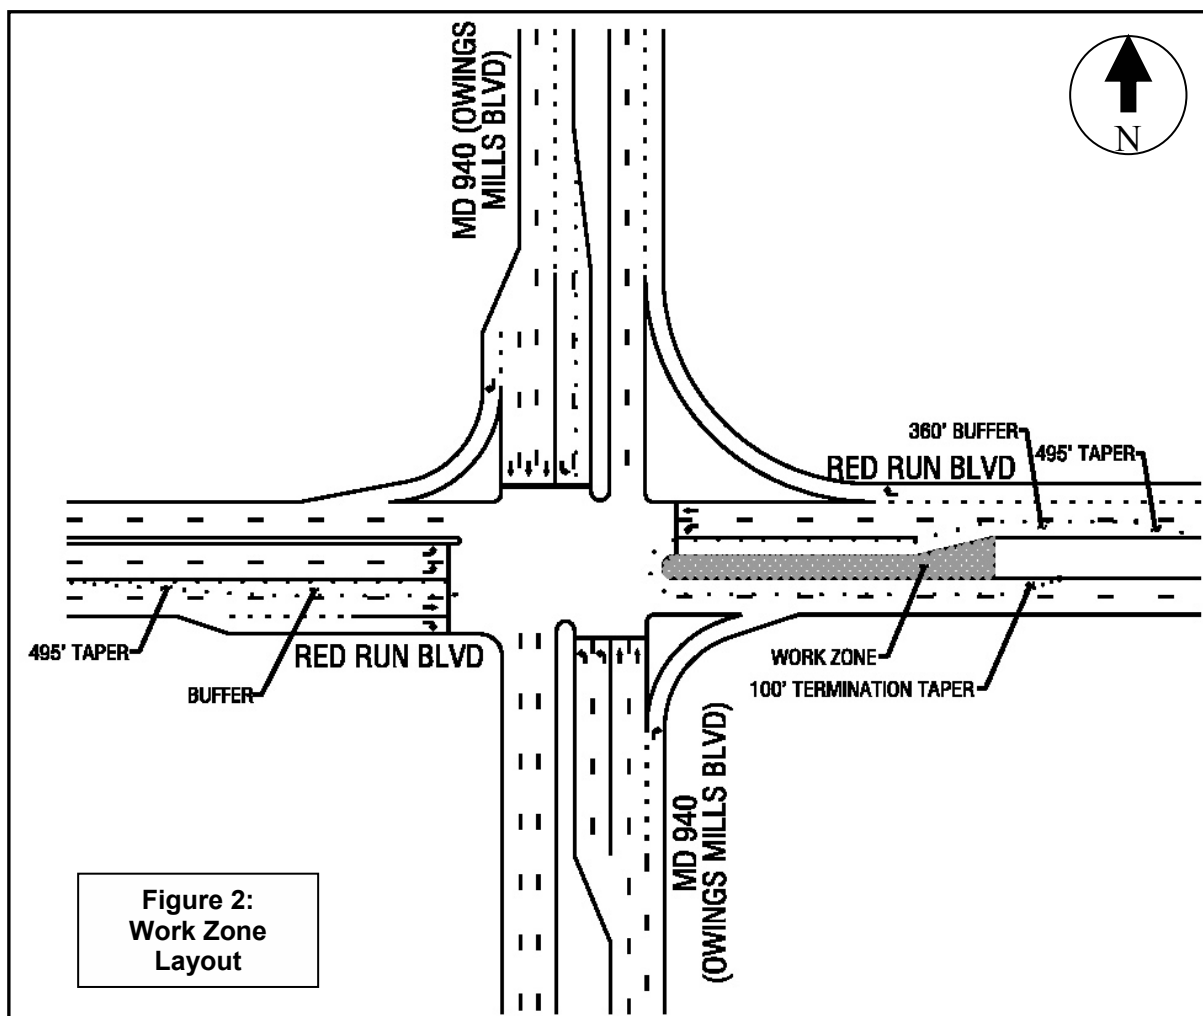 MD 940 (OWINGS
MILLS BLVD)
N
360' BUFFER
495' TAPER
RED RUN BLVD
495' TAPER
RED RUN BLVD
BUFFER
WORK ZONE
100' TERMINATION TAPER
MD 940
(OWINGS MILLS BLVD)
Figure 2:
Work Zone
Layout